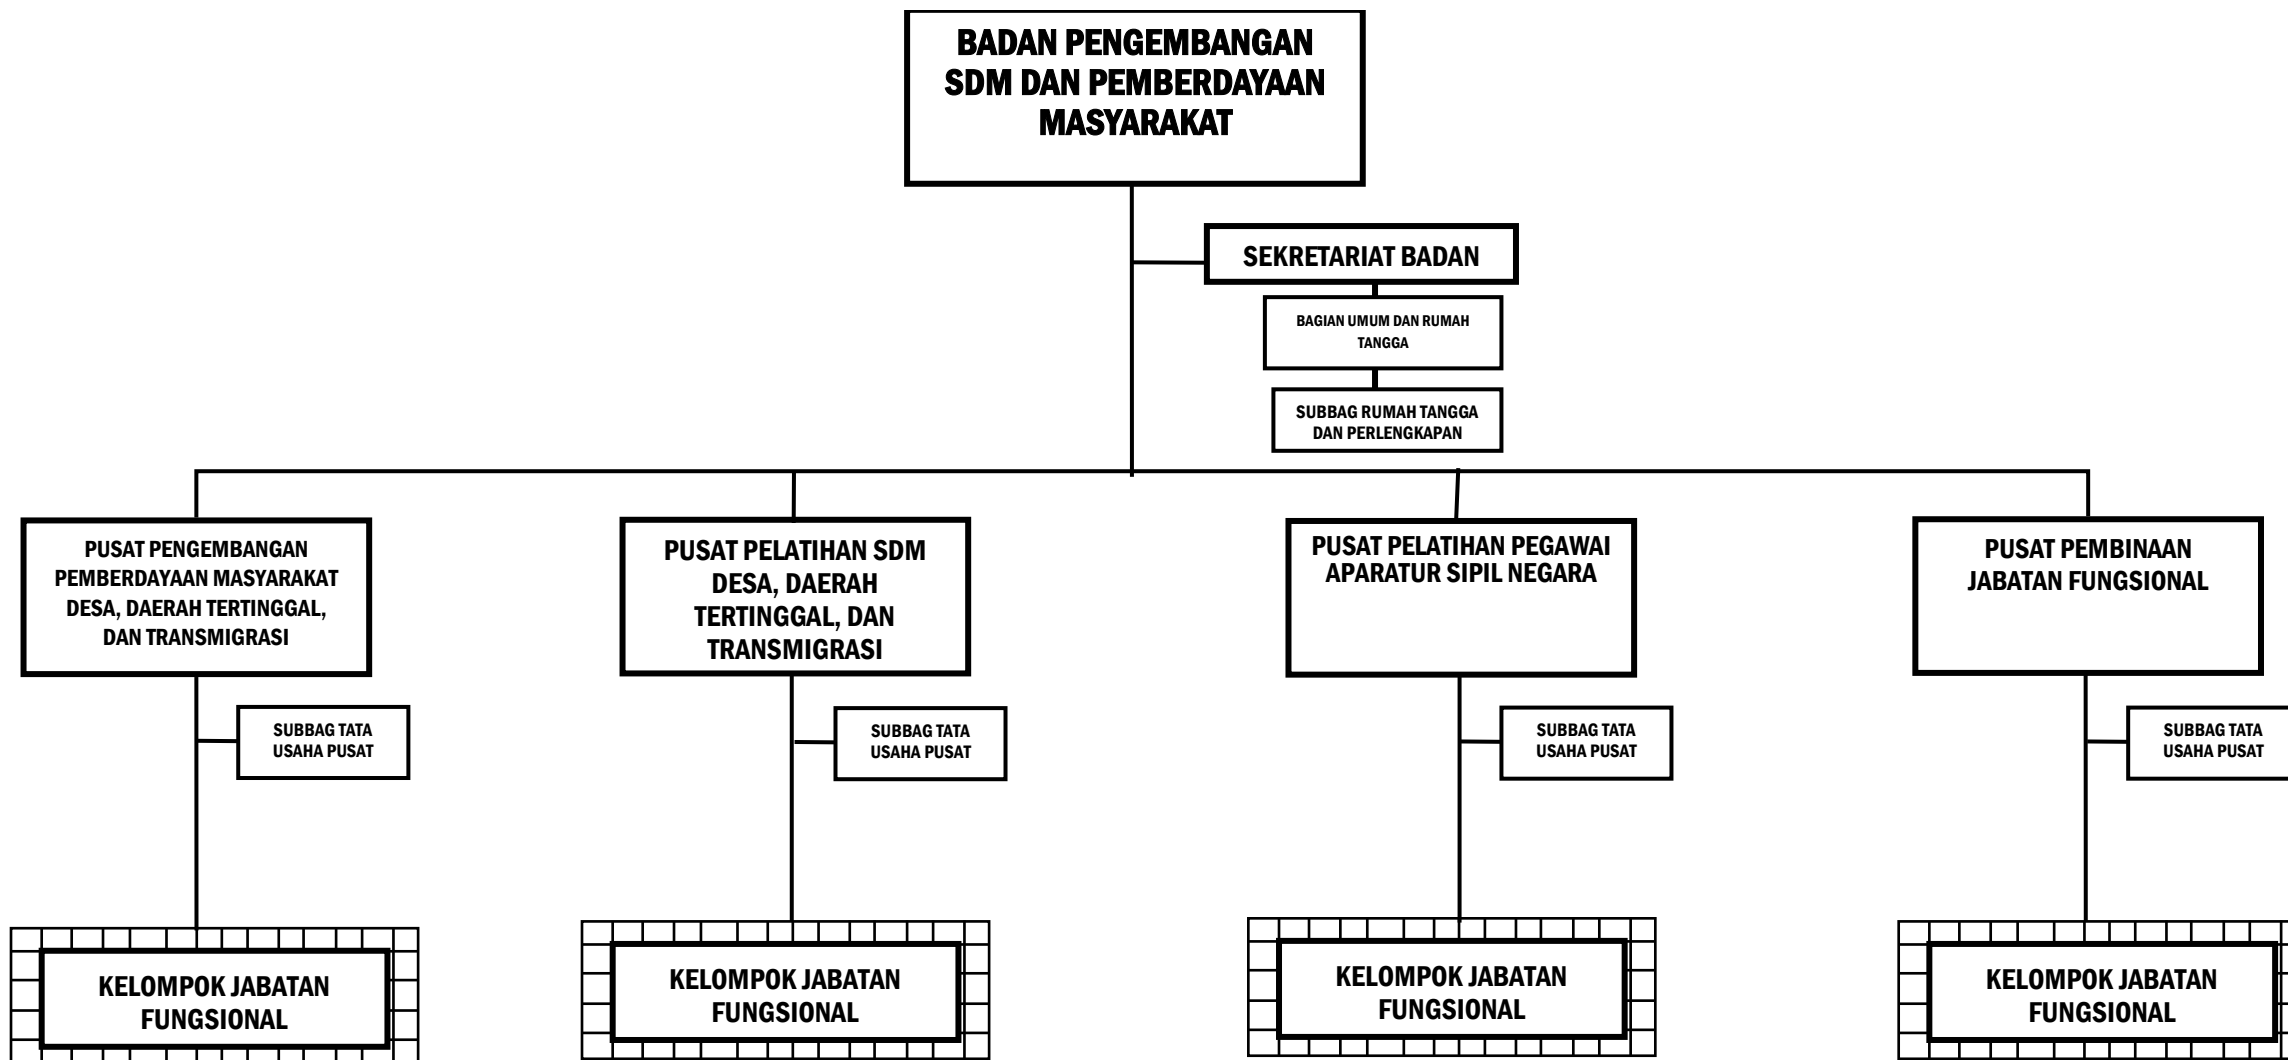 BADAN PENGEMBANGAN
SDM DAN PEMBERDAYAAN
MASYARAKAT
SEKRETARIAT BADAN
BAGIAN UMUM DAN RUMAH
TANGGA
SUBBAG RUMAH TANGGA
DAN PERLENGKAPAN
PUSAT PENGEMBANGAN
PEMBERDAYAAN MASYARAKAT
DESA, DAERAH TERTINGGAL,
DAN TRANSMIGRASI
PUSAT PELATIHAN SDM
DESA, DAERAH
TERTINGGAL, DAN
TRANSMIGRASI
PUSAT PELATIHAN PEGAWAI
APARATUR SIPIL NEGARA
PUSAT PEMBINAAN
JABATAN FUNGSIONAL
SUBBAG TATA
USAHA PUSAT
SUBBAG TATA
USAHA PUSAT
SUBBAG TATA
USAHA PUSAT
SUBBAG TATA
USAHA PUSAT
KELOMPOK JABATAN
FUNGSIONAL
KELOMPOK JABATAN
FUNGSIONAL
KELOMPOK JABATAN
FUNGSIONAL
KELOMPOK JABATAN
FUNGSIONAL